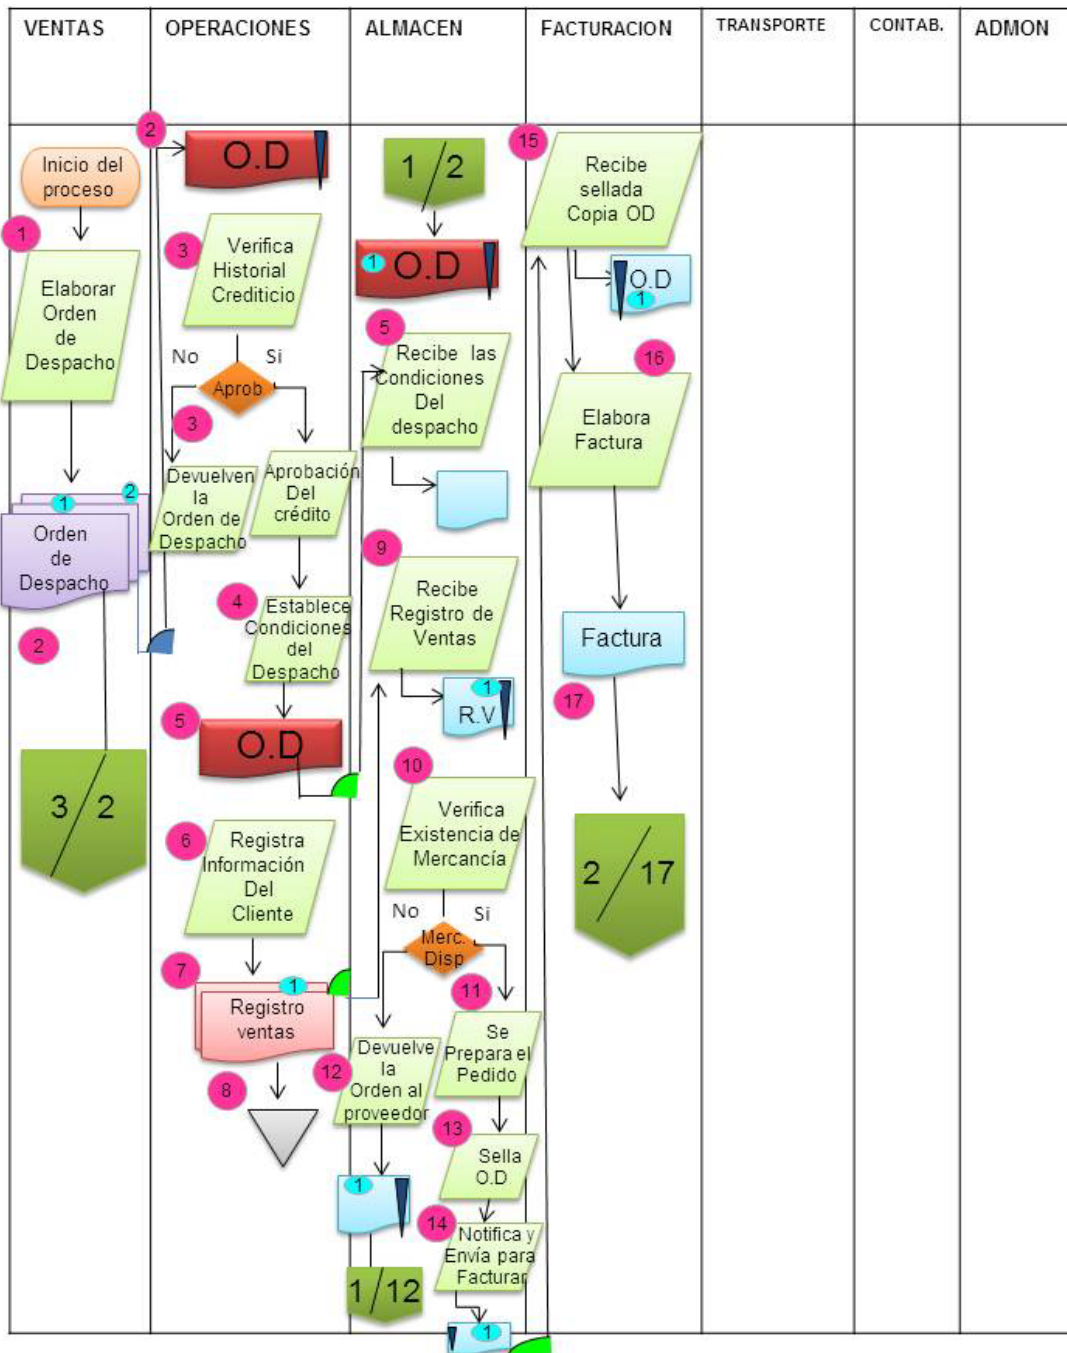 VENTAS
OPERACIONES
ALMACEN
FACTURACION
TRANSPORTE
CONTAB.
ADMON
Inicio del
proceso
1
Elaborar
Orden
de
Despacho
1
2
Orden
de
Despacho
2
3/2
2
O.D
3
Verifica
Historial
Crediticio
No
Si
Aprob
3
Devuelven
la
Orden de
Despacho
Aprobación
Del
crédito
4
Establece
Condiciones
del
Despacho
5
O.D
6
Registra
Información
Del
Cliente
7
1
Registro
ventas
8
1/2
1
O.D
5
Recibe las
Condiciones
Del
despacho
9
Recibe
Registro de
Ventas
1
R.V
10
Verifica
Existencia de
Mercancía
No
Si
Merc.
Disp
11
Se
Prepara el
Pedido
12
Devuelve
la
Orden al
proveedor
1
1/12
13
Sella
O.D
14
Notifica y
Envía para
Facturar
1
15
Recibe
sellada
Copia OD
O.D
1
16
Elabora
Factura
Factura
17
2/17